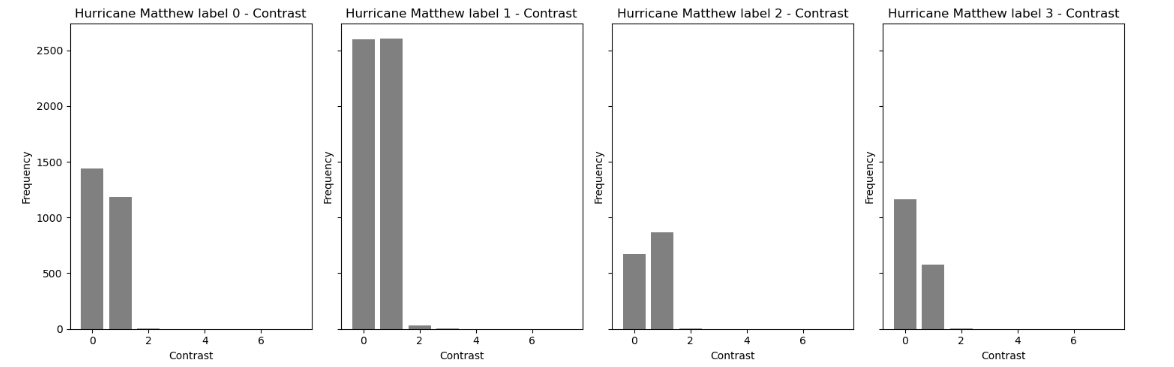 Hurricane Matthew label 0 - Contrast
Hurricane Matthew label 1 - Contrast
Hurricane Matthew label 2 - Contrast
Hurricane Matthew label 3 - Contrast
2500
2000
1500
1000
500
0
Frequency
Frequency
Frequency
Frequency
0 2 4 6
0 2 4 6
0 2 4 6
0 2 4 6
Contrast
Contrast
Contrast
Contrast